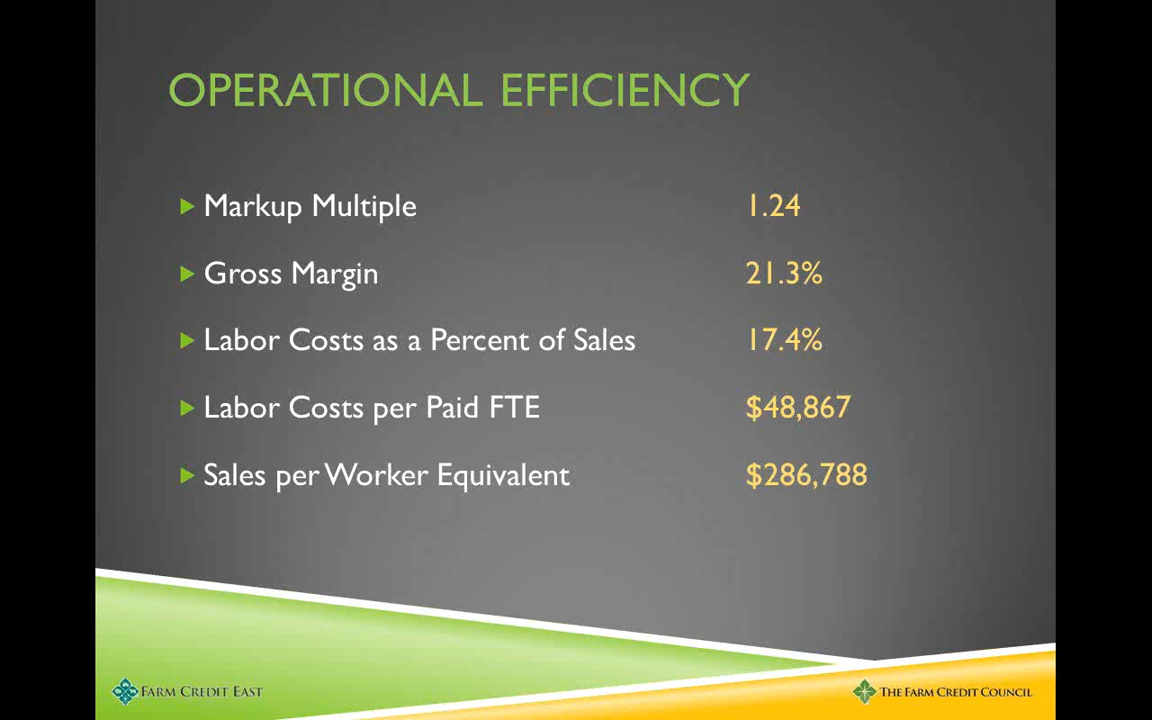 OPERATIONAL EFFICIENCY
Markup Multiple 1.24
Gross Margin 21.3%
Labor Costs as a Percent of Sales 17.4%
Labor Costs per Paid FTE $48,867
Sales per Worker Equivalent $286,788
FARM CREDIT EAST THE FARM CREDIT COUNCIL